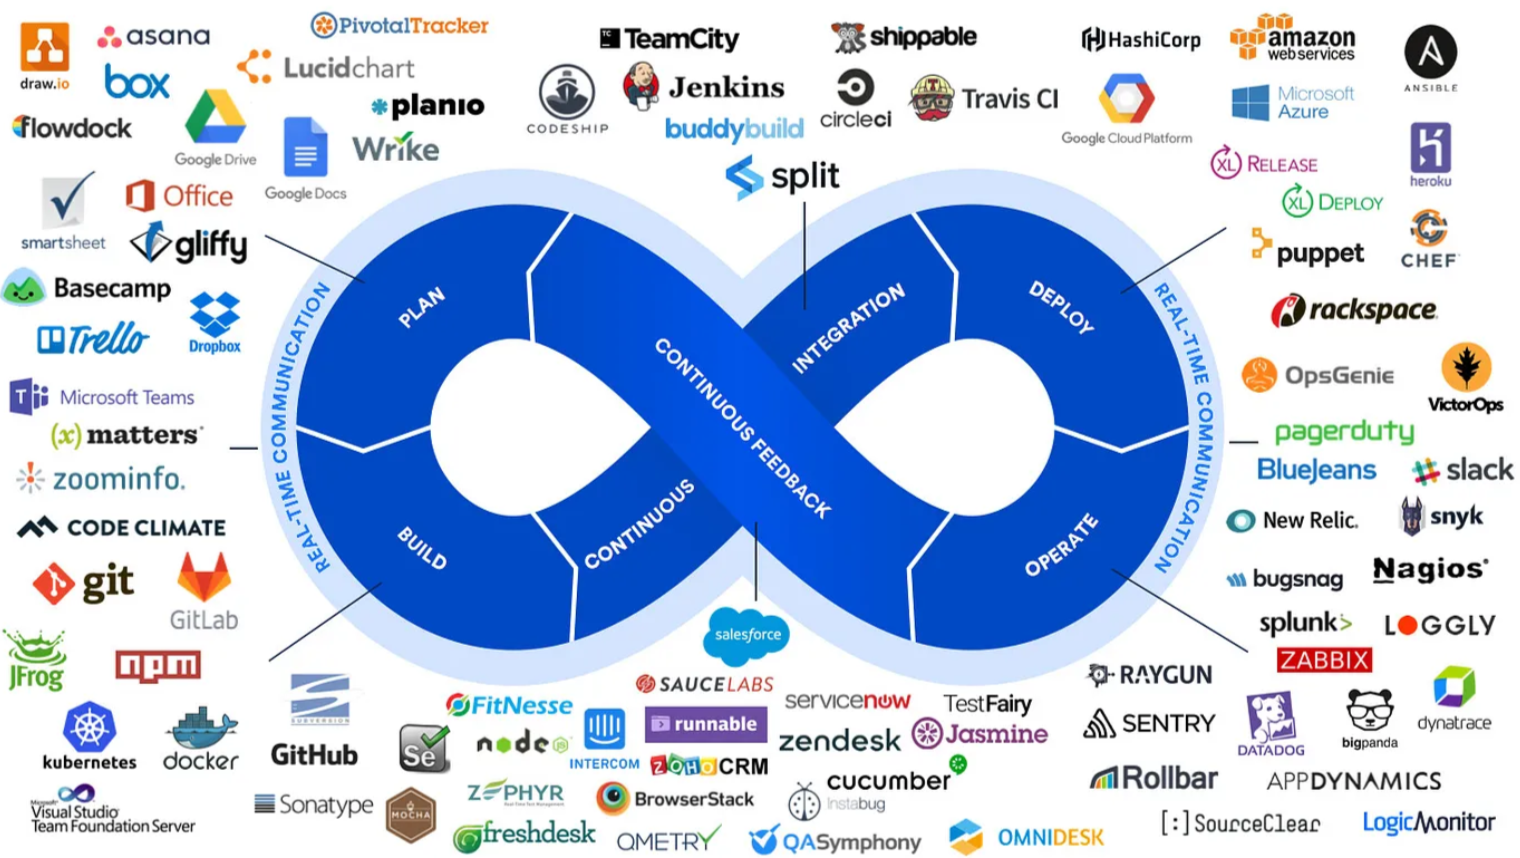 draw.io
asana
PivotalTracker
box
Lucidchart
planio
flowdock
Google Drive
Google Docs
Wrike
smartsheet
Office
gliffy
Basecamp
Trello
Dropbox
TeamCity
shippable
CODESHIP
Jenkins
buddybuild
circleci
Travis CI
split
HashiCorp
amazon
webservices
ANSIBLE
Google Cloud Platform
Microsoft
Azure
XL RELEASE
heroku
XL DEPLOY
puppet
CHEF
rackspace
PLAN
BUILD
CONTINUOUS
INTEGRATION
DEPLOY
OPERATE
CONTINUOUS FEEDBACK
REAL-TIME COMMUNICATION
REAL-TIME COMMUNICATION
Microsoft Teams
(x)matters
zoominfo.
OpsGenie
VictorOps
pagerduty
BlueJeans
slack
CODE CLIMATE
git
GitLab
JFrog
npm
kubernetes
docker
SUBVERSION
GitHub
Microsoft
Visual Studio
Team Foundation Server
Sonatype
salesforce
SAUCELABS
FitNesse
Se
node
JS
INTERCOM
runnable
servicenow
TestFairy
zendesk
Jasmine
ZOHO CRM
cucumber
ZEPHYR
BrowserStack
Instabug
MOCHA
freshdesk
QMETRY
QASymphony
OMNIDESK
New Relic.
snyk
bugsnag
Nagios
splunk>
LOGGLY
ZABBIX
RAYGUN
SENTRY
DATADOG
bigpanda
dynatrace
Rollbar
APPDYNAMICS
[:]SourceClear
LogicMonitor